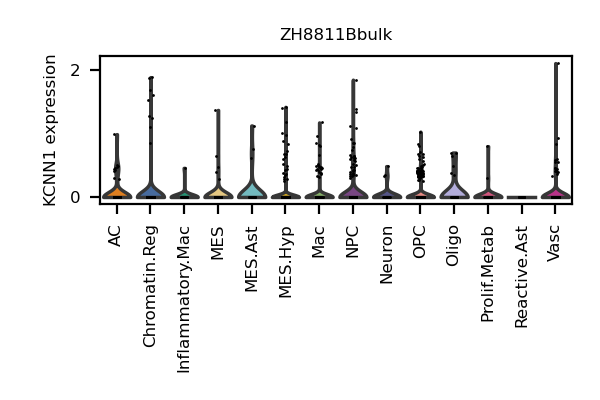 ZH8811Bbulk
KCNN1 expression
2
0
AC
Chromatin.Reg
Inflammatory.Mac
MES
MES.Ast
MES.Hyp
Mac
NPC
Neuron
OPC
Oligo
Prolif.Metab
Reactive.Ast
Vasc